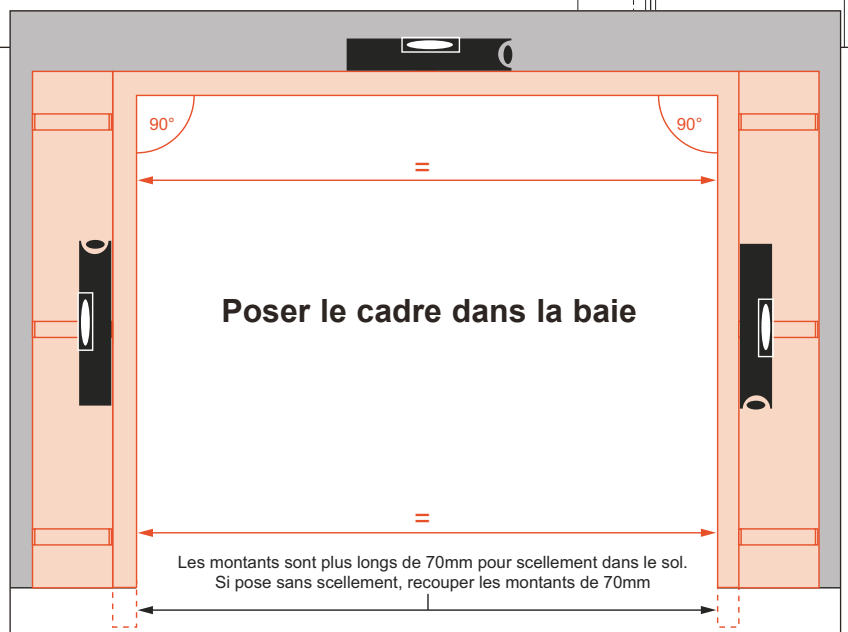 90°
90°
=
Poser le cadre dans la baie
=
Les montants sont plus longs de 70mm pour scellement dans le sol.
Si pose sans scellement, recouper les montants de 70mm